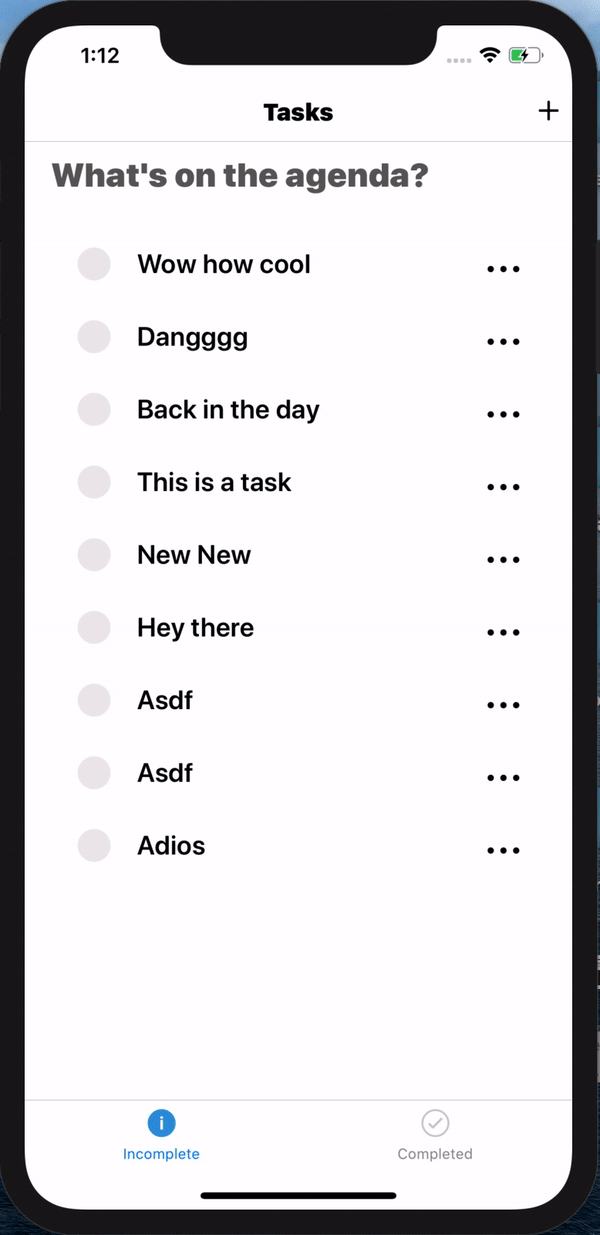 1:12
Tasks
What's on the agenda?
Wow how cool
Dangggg
Back in the day
This is a task
New New
Hey there
Asdf
Asdf
Adios
Incomplete
Completed